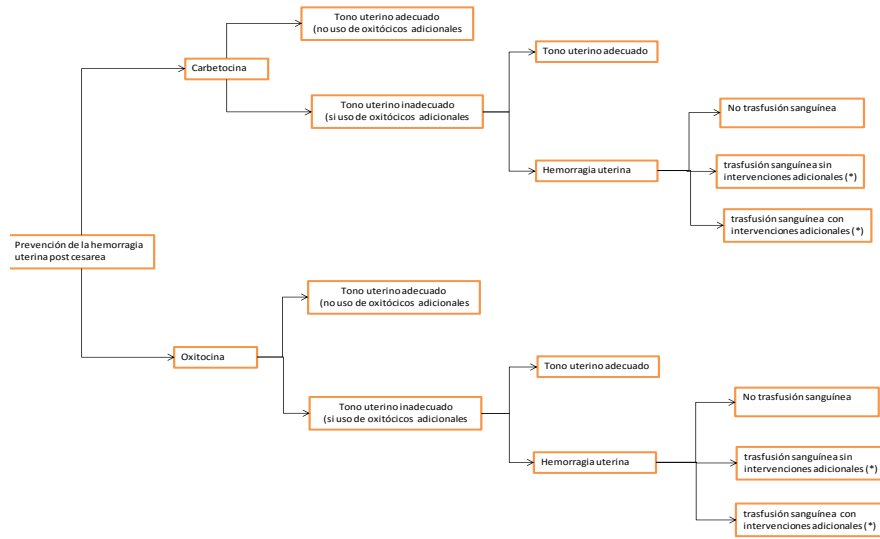 Tono uterino adecuado
(no uso de oxitócicos adicionales
Carbetocina
Tono uterino adecuado
Tono uterino inadecuado
(si uso de oxitócicos adicionales
No trasfusión sanguínea
Hemorragia uterina
trasfusión sanguínea sin
intervenciones adicionales (*)
trasfusión sanguínea con
intervenciones adicionales (*)
Prevención de la hemorragia
uterina post cesarea
Tono uterino adecuado
(no uso de oxitócicos adicionales
Oxitocina
Tono uterino adecuado
Tono uterino inadecuado
(si uso de oxitócicos adicionales
No trasfusión sanguínea
Hemorragia uterina
trasfusión sanguínea sin
intervenciones adicionales (*)
trasfusión sanguínea con
intervenciones adicionales (*)